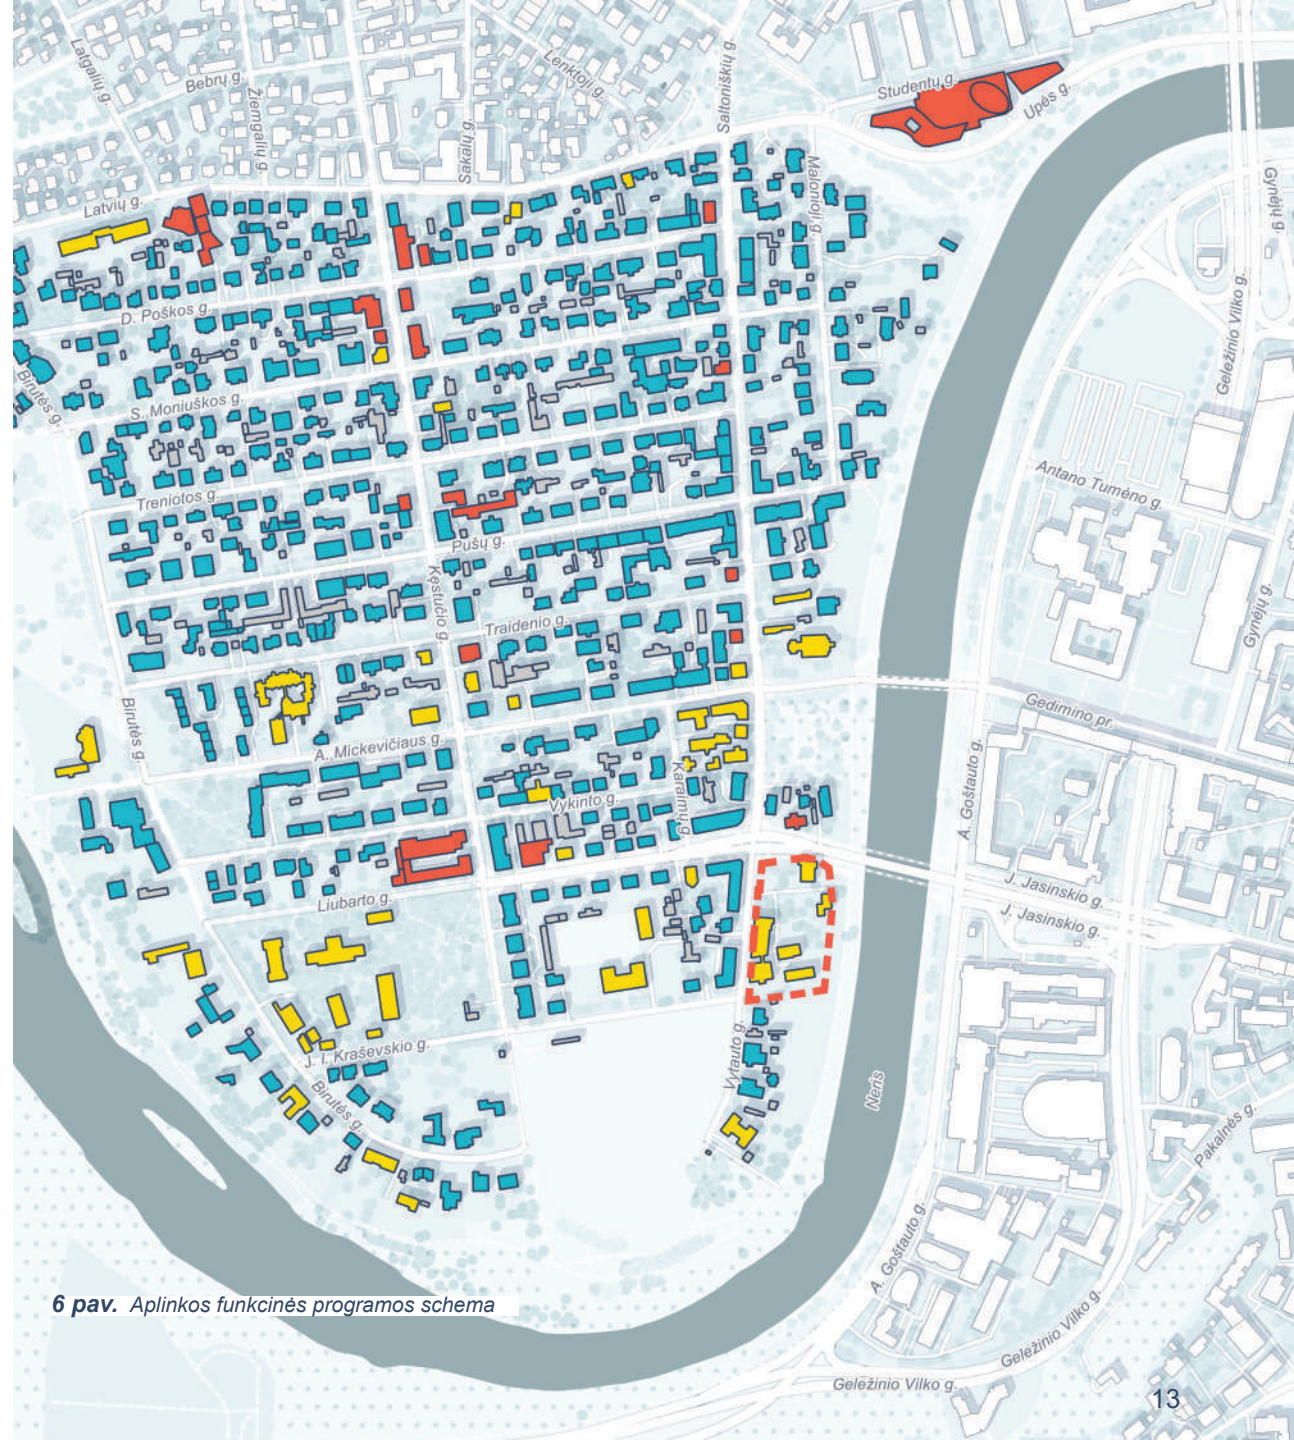 Latgalių g.
Bebrų g.
Žiemgalių g.
Sakalų g.
Lenktoji g.
Saltoniškių g.
Studentų g.
Upės g.
Malonioji g.
Gynėjų g.
Latvių g.
Geležinio Vilko g.
D. Poškos g.
Birutės g.
S. Moniuškos g.
Treniotos g.
Antano Tumėno g.
Pušų g.
Kęstučio g.
Gynėjų g.
Traidenio g.
Birutės g.
Gedimino pr.
A. Mickevičiaus g.
A. Goštauto g.
Karaimų g.
Vykinto g.
Liubarto g.
J. Jasinskio g.
J. Jasinskio g.
J. I. Kraševskio g.
Vytauto g.
Neris
Birutės g.
Pakalnės g.
A. Goštauto g.
6 pav. Aplinkos funkcinės programos schema
Geležinio Vilko g.
Geležinio Vilko g.
13